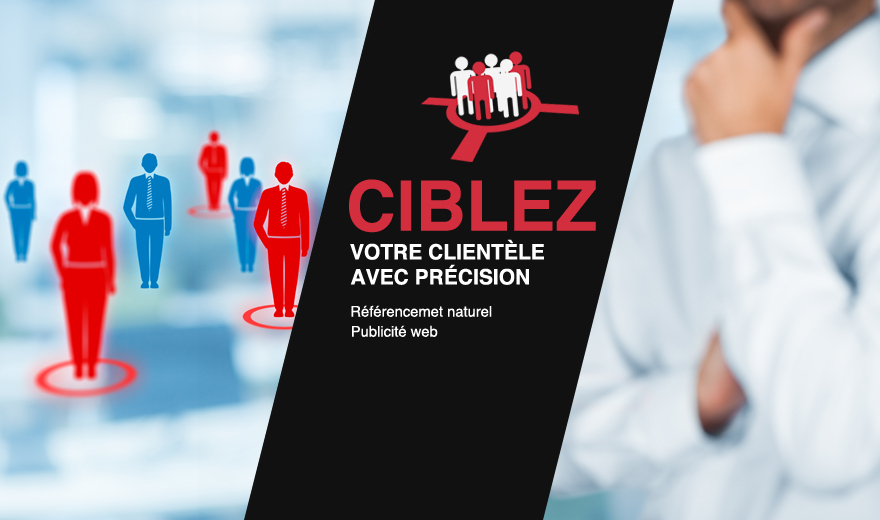 CIBLEZ
VOTRE CLIENTÈLE
AVEC PRÉCISION
Référencemet naturel
Publicité web